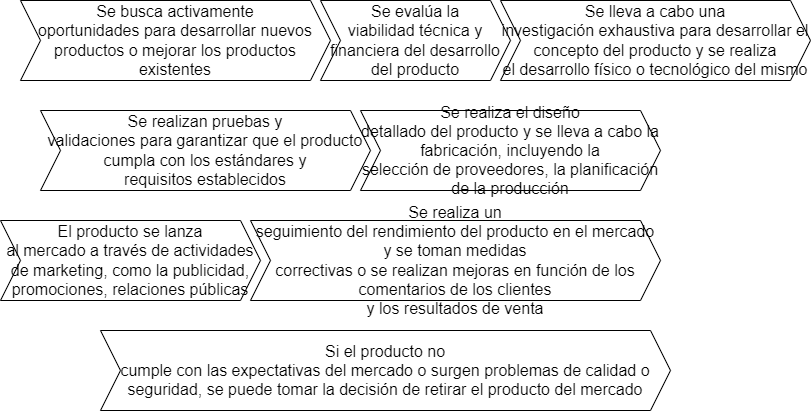 Se busca activamente
oportunidades para desarrollar nuevos
productos o mejorar los productos
existentes
Se evalúa la
viabilidad técnica y
financiera del desarrollo
del producto
Se lleva a cabo una
investigación exhaustiva para desarrollar el
concepto del producto y se realiza
el desarrollo físico o tecnológico del mismo
Se realizan pruebas y
validaciones para garantizar que el producto
cumpla con los estándares y
requisitos establecidos
Se realiza el diseño
detallado del producto y se lleva a cabo la
fabricación, incluyendo la
selección de proveedores, la planificación
de la producción
El producto se lanza
al mercado a través de actividades
de marketing, como la publicidad,
promociones, relaciones públicas
Se realiza un
seguimiento del rendimiento del producto en el mercado
y se toman medidas
correctivas o se realizan mejoras en función de los
comentarios de los clientes
y los resultados de venta
Si el producto no
cumple con las expectativas del mercado o surgen problemas de calidad o
seguridad, se puede tomar la decisión de retirar el producto del mercado